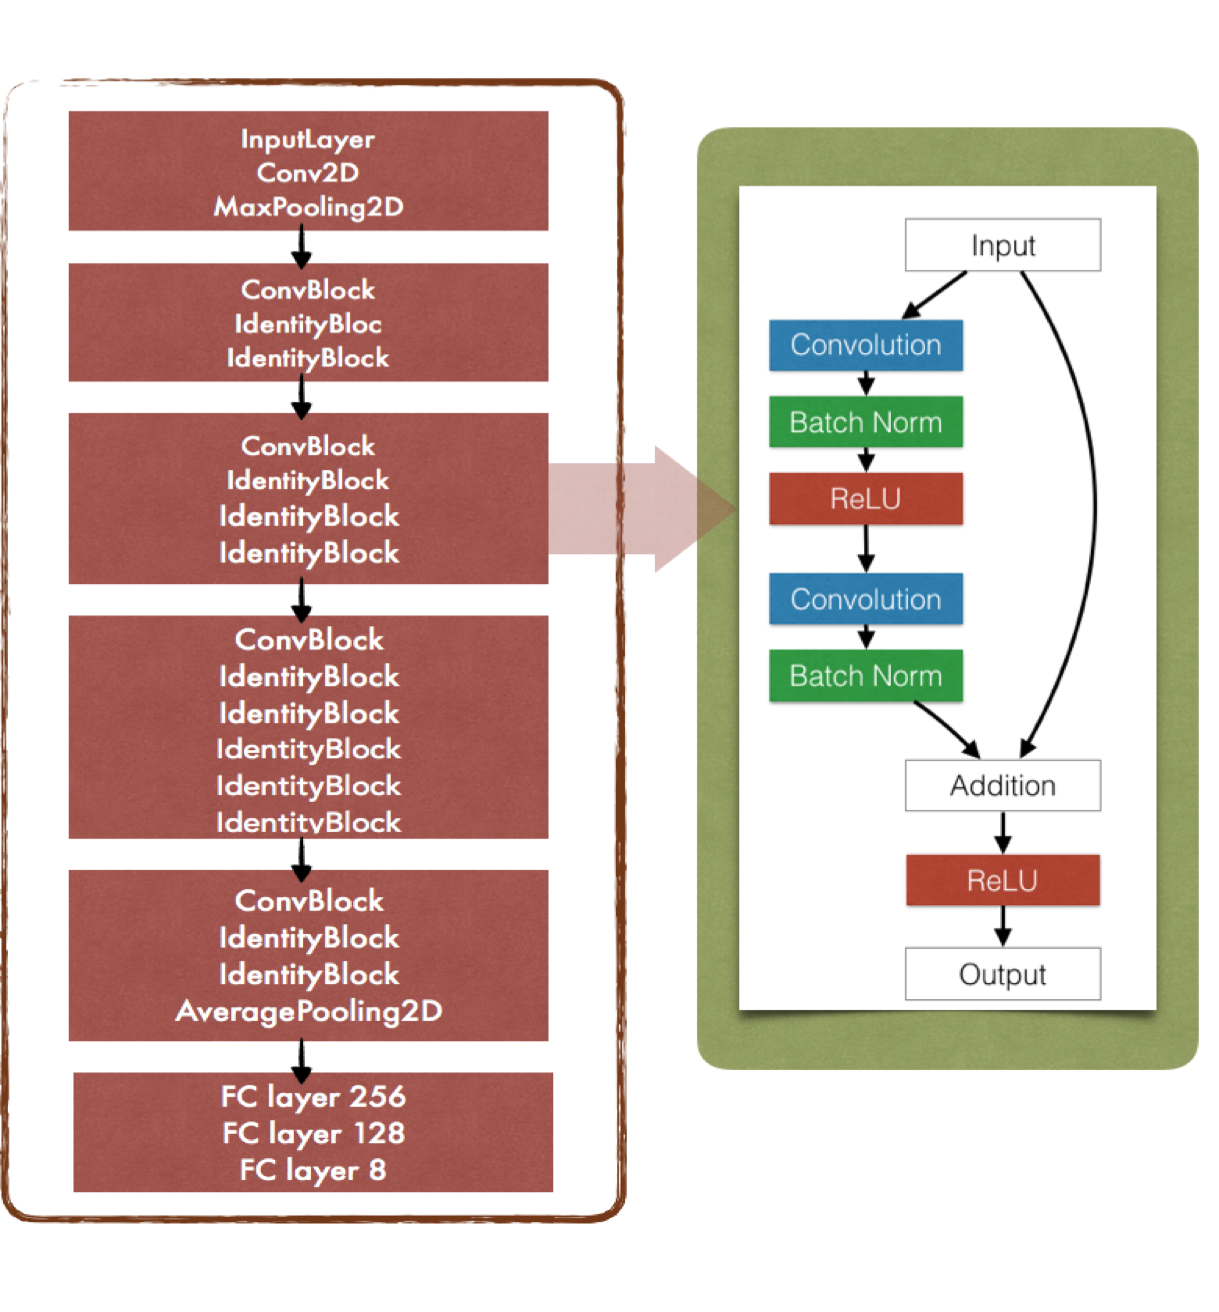 InputLayer
Conv2D
MaxPooling2D
ConvBlock
IdentityBloc
IdentityBlock
ConvBlock
IdentityBlock
IdentityBlock
IdentityBlock
ConvBlock
IdentityBlock
IdentityBlock
IdentityBlock
IdentityBlock
IdentityBlock
ConvBlock
IdentityBlock
IdentityBlock
AveragePooling2D
FC layer 256
FC layer 128
FC layer 8
Input
Convolution
Batch Norm
ReLU
Convolution
Batch Norm
Addition
ReLU
Output